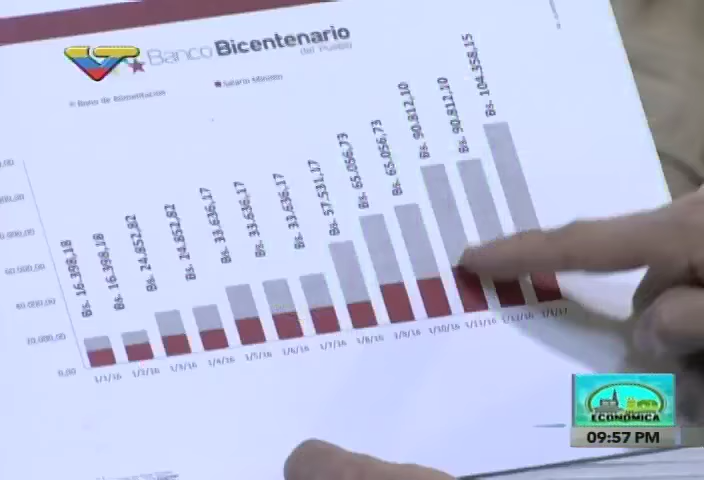 Banco Bicentenario
del Pueblo
Bono de Alimentación
Salario Mínimo
Bs. 16.398,18
Bs. 16.398,18
Bs. 24.852,82
Bs. 24.852,82
Bs. 33.636,17
Bs. 33.636,17
Bs. 33.636,17
Bs. 57.531,17
Bs. 65.056,73
Bs. 65.056,73
Bs. 90.812,10
Bs. 90.812,10
Bs. 104.358,15
60.000,00
40.000,00
20.000,00
0,00
1/1/16
1/2/16
1/3/16
1/4/16
1/5/16
1/6/16
1/7/16
1/8/16
1/9/16
1/10/16
1/11/16
1/12/16
1/1/17
ECONÓMICA
09:57 PM